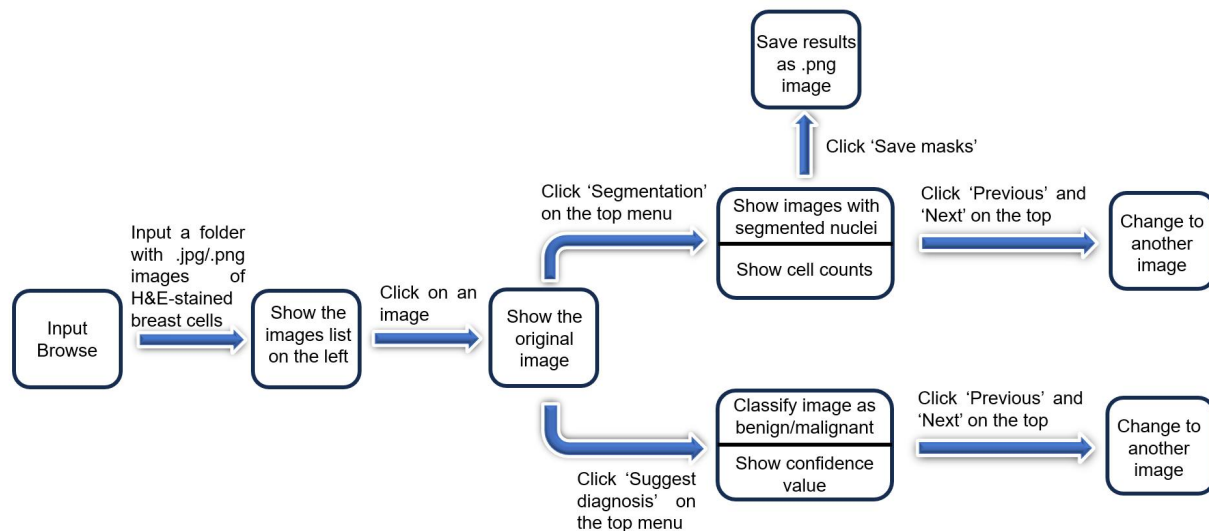 Input
Browse
Input a folder
with .jpg/.png
images of
H&E-stained
breast cells
Show the
images list
on the left
Click on an
image
Show the
original
image
Click ‘Segmentation’
on the top menu
Show images with
segmented nuclei
Show cell counts
Click ‘Save masks’
Save results
as .png
image
Click ‘Previous’ and
‘Next’ on the top
Change to
another
image
Click ‘Suggest
diagnosis’ on
the top menu
Classify image as
benign/malignant
Show confidence
value
Click ‘Previous’ and
‘Next’ on the top
Change to
another
image